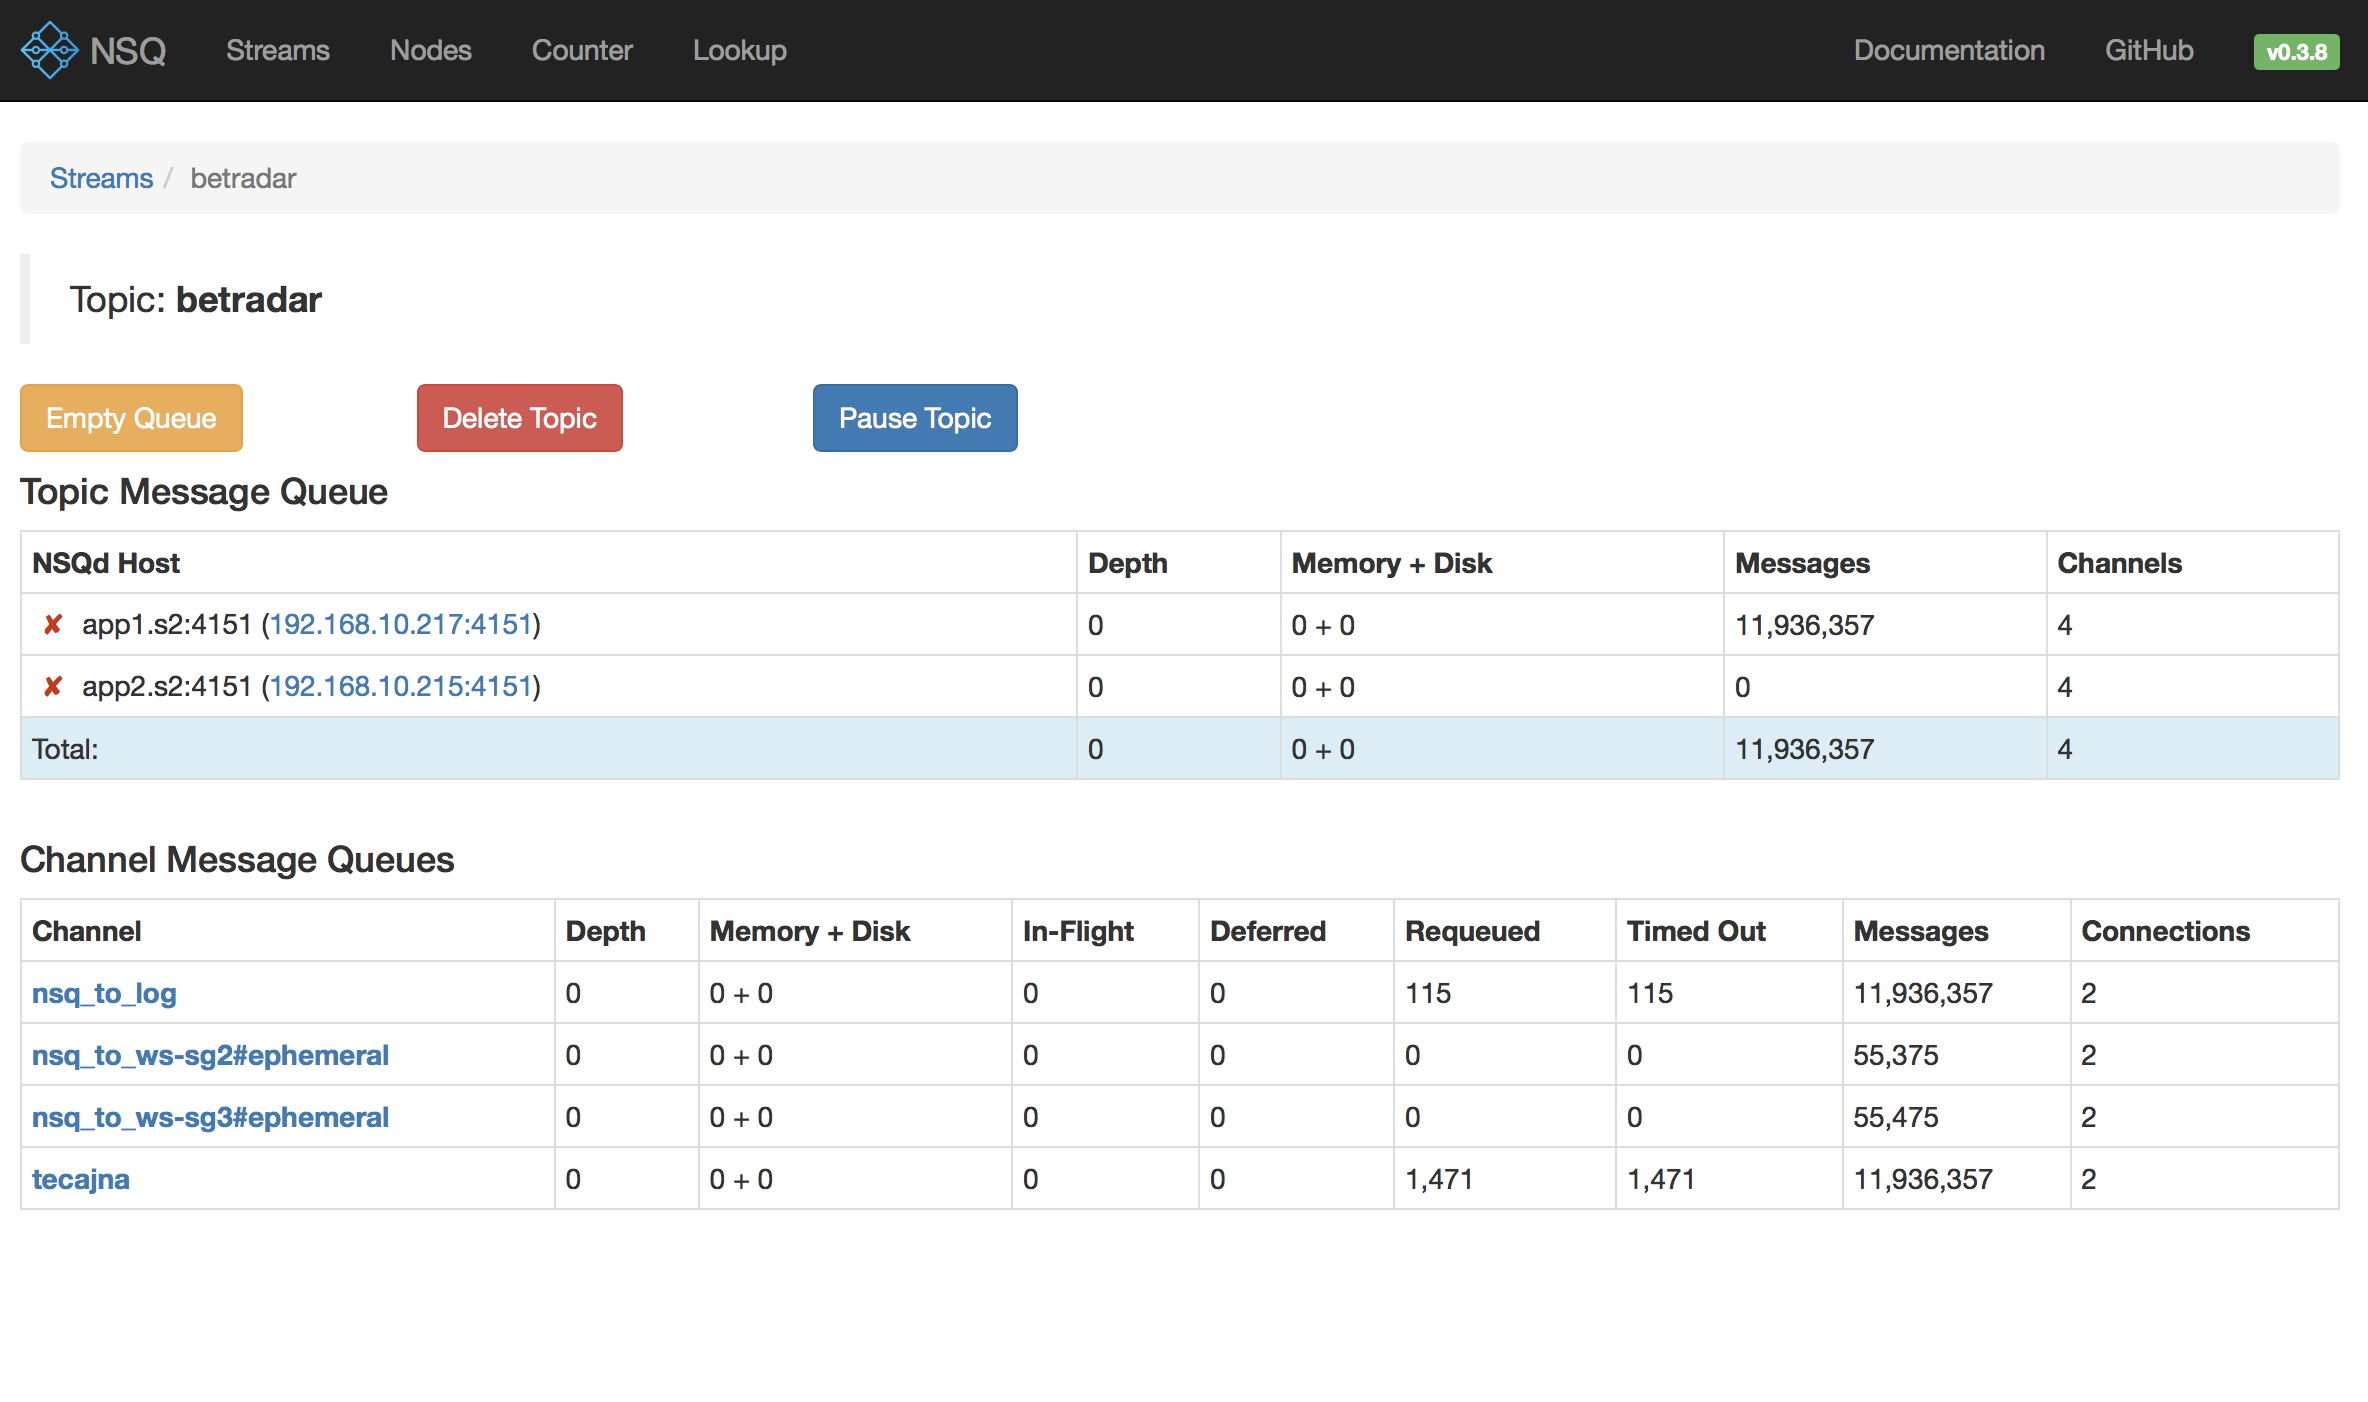 NSQ Streams Nodes Counter Lookup Documentation GitHub v0.3.8
Streams / betradar
Topic: betradar
Empty Queue Delete Topic Pause Topic
Topic Message Queue
NSQd Host Depth Memory + Disk Messages Channels
✘ app1.s2:4151 (192.168.10.217:4151) 0 0 + 0 11,936,357 4
✘ app2.s2:4151 (192.168.10.215:4151) 0 0 + 0 0 4
Total: 0 0 + 0 11,936,357 4
Channel Message Queues
Channel Depth Memory + Disk In-Flight Deferred Requeued Timed Out Messages Connections
nsq_to_log 0 0 + 0 0 0 115 115 11,936,357 2
nsq_to_ws-sg2#ephemeral 0 0 + 0 0 0 0 0 55,375 2
nsq_to_ws-sg3#ephemeral 0 0 + 0 0 0 0 0 55,475 2
tecajna 0 0 + 0 0 0 1,471 1,471 11,936,357 2